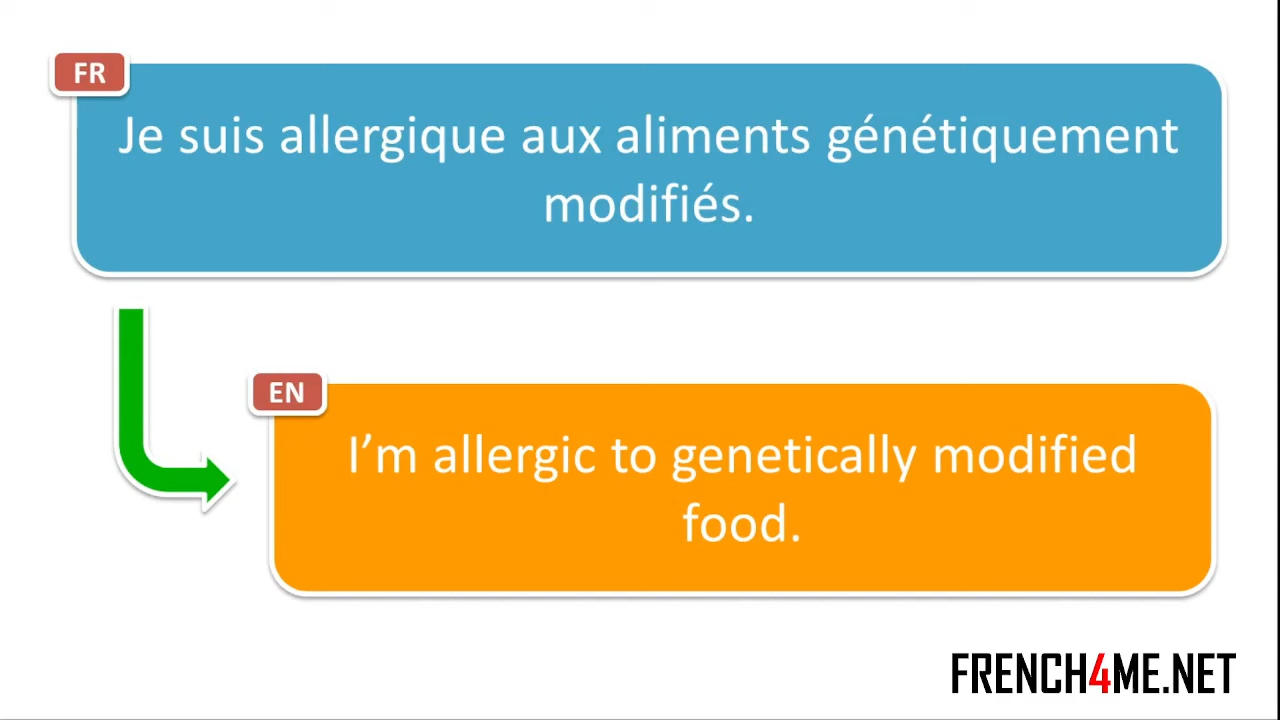 FR
Je suis allergique aux aliments génétiquement
modifiés.
EN
I’m allergic to genetically modified
food.
FRENCH4ME.NET